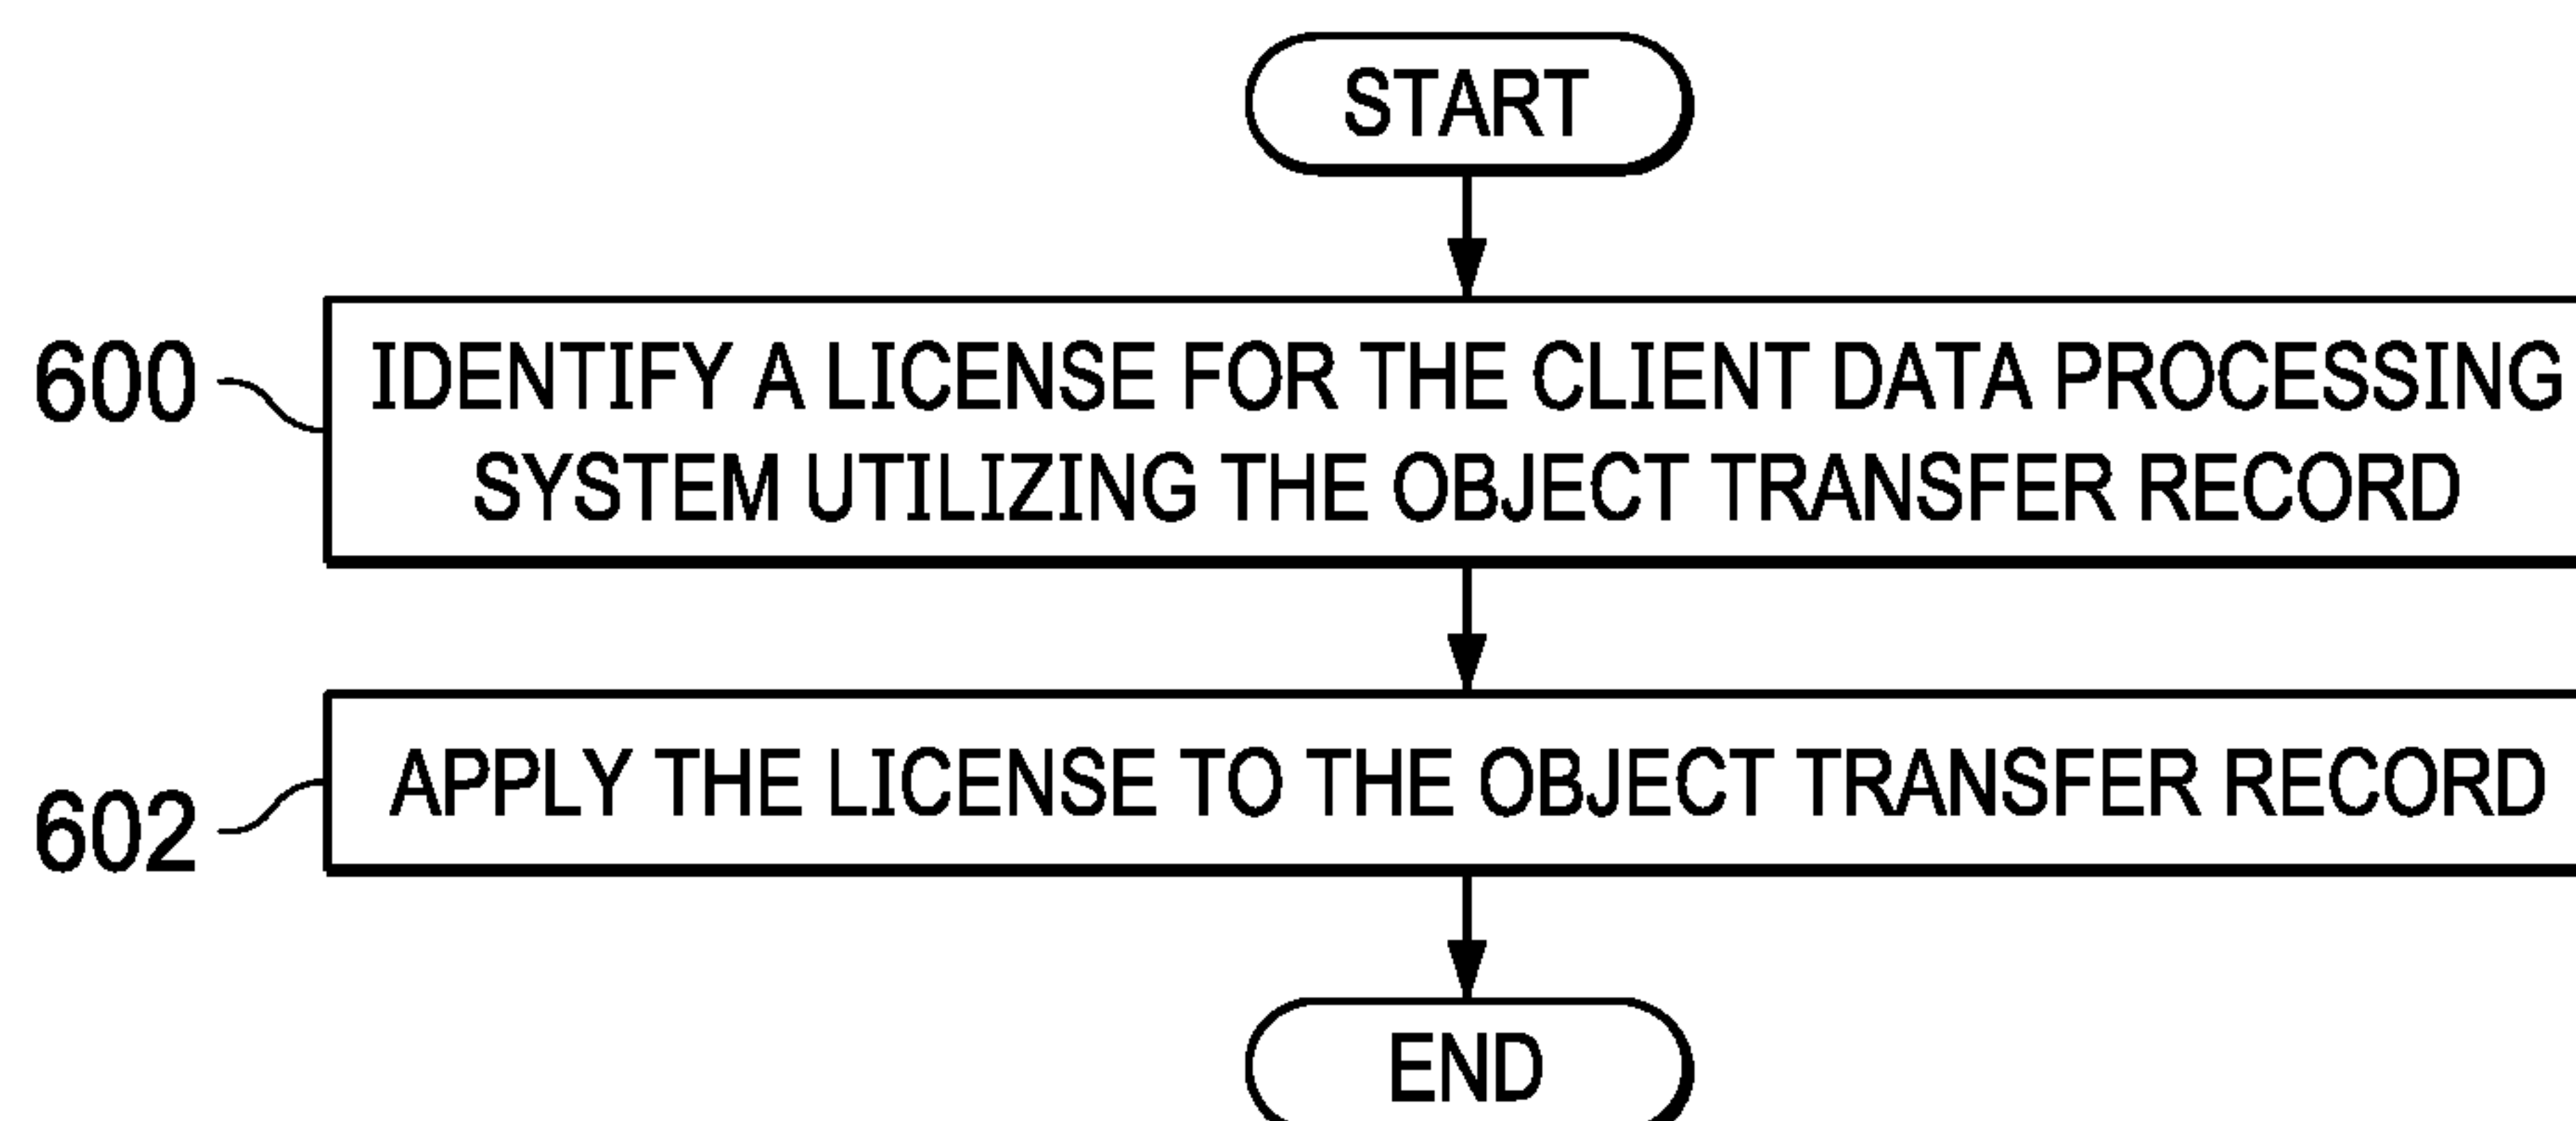 START
600
IDENTIFY A LICENSE FOR THE CLIENT DATA PROCESSING
SYSTEM UTILIZING THE OBJECT TRANSFER RECORD
602
APPLY THE LICENSE TO THE OBJECT TRANSFER RECORD
END